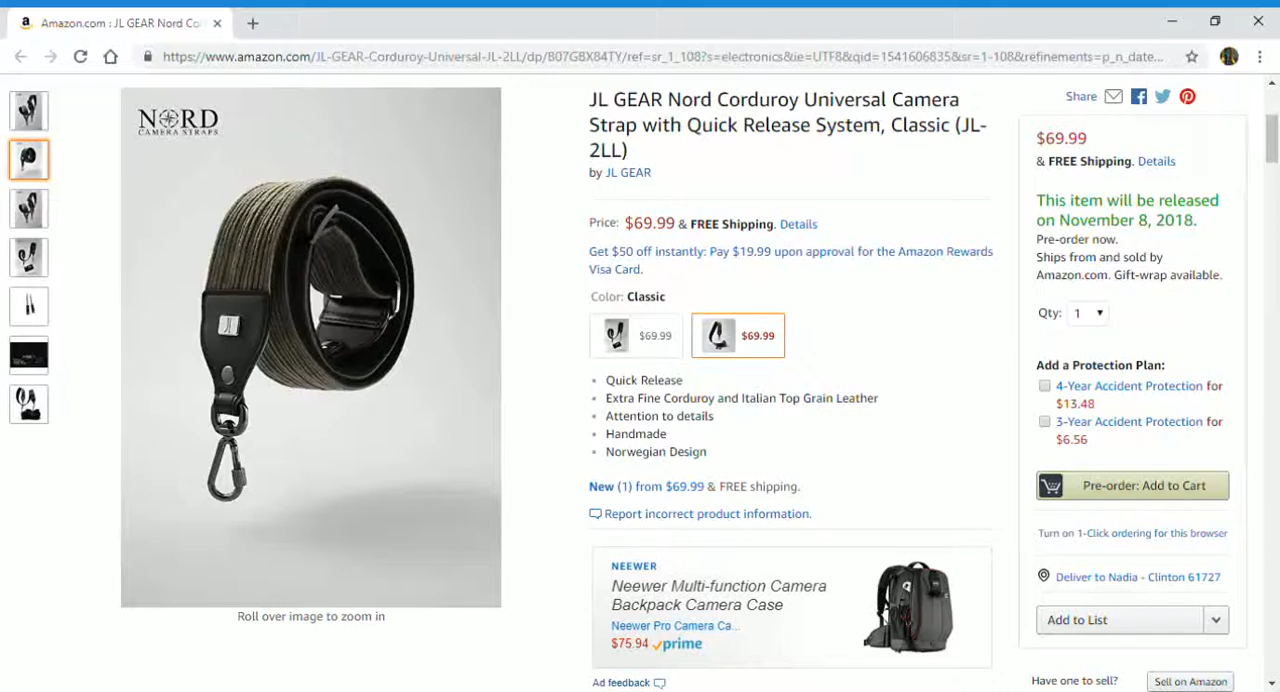 Amazon.com : JL GEAR Nord Co
https://www.amazon.com/JL-GEAR-Corduroy-Universal-JL-2LL/dp/B07G8X84TY/ref=sr_1_108?s=electronics&ie=UTF8&qid=1541606835&sr=1-108&refinements=p_n_date...
NORD
CAMERA STRAPS
JL
Roll over image to zoom in
JL GEAR Nord Corduroy Universal Camera
Strap with Quick Release System, Classic (JL-
2LL)
by JL GEAR
Price: $69.99 & FREE Shipping. Details
Get $50 off instantly: Pay $19.99 upon approval for the Amazon Rewards
Visa Card.
Color: Classic
$69.99 $69.99
Quick Release
Extra Fine Corduroy and Italian Top Grain Leather
Attention to details
Handmade
Norwegian Design
New (1) from $69.99 & FREE shipping.
Report incorrect product information.
NEEWER
Neewer Multi-function Camera
Backpack Camera Case
Neewer Pro Camera Ca...
$75.94 prime
Ad feedback
Share
$69.99
& FREE Shipping. Details
This item will be released
on November 8, 2018.
Pre-order now.
Ships from and sold by
Amazon.com. Gift-wrap available.
Qty: 1
Add a Protection Plan:
4-Year Accident Protection for
$13.48
3-Year Accident Protection for
$6.56
Pre-order: Add to Cart
Turn on 1-Click ordering for this browser
Deliver to Nadia - Clinton 61727
Add to List
Have one to sell? Sell on Amazon